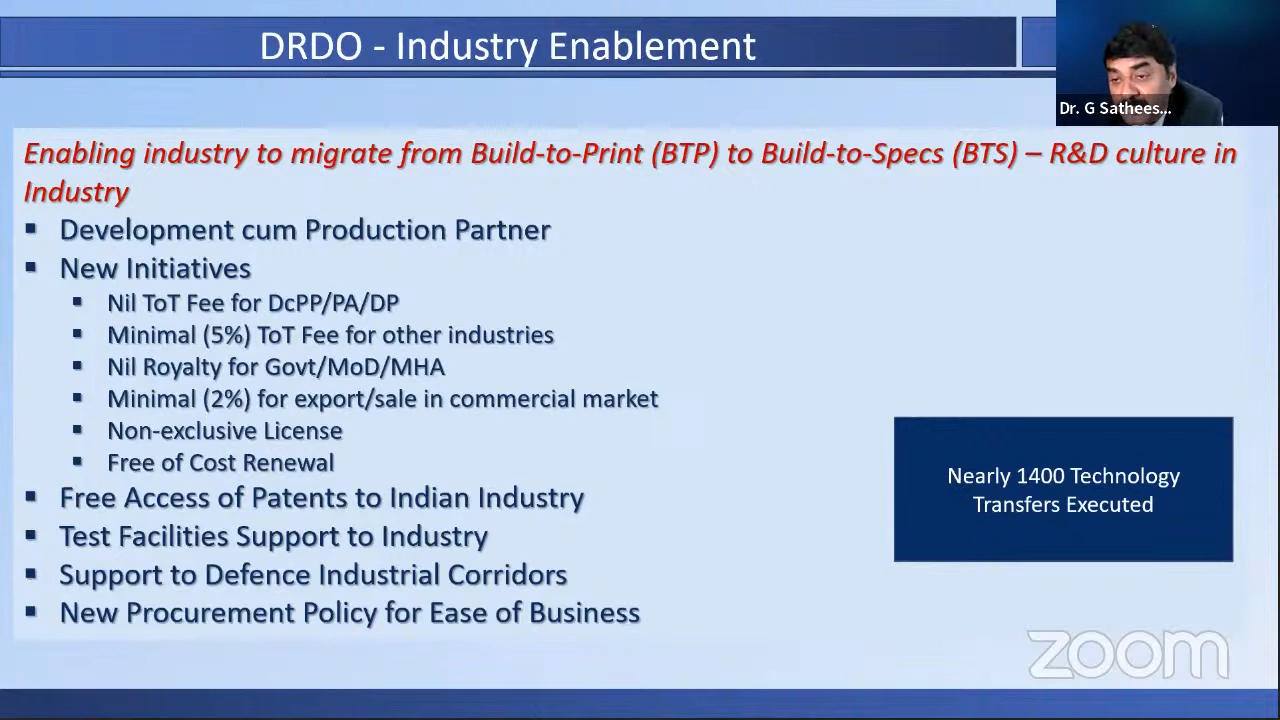 DRDO - Industry Enablement
Dr. G Sathees...
Enabling industry to migrate from Build-to-Print (BTP) to Build-to-Specs (BTS) – R&D culture in
Industry
▪ Development cum Production Partner
▪ New Initiatives
▪ Nil ToT Fee for DcPP/PA/DP
▪ Minimal (5%) ToT Fee for other industries
▪ Nil Royalty for Govt/MoD/MHA
▪ Minimal (2%) for export/sale in commercial market
▪ Non-exclusive License
▪ Free of Cost Renewal
▪ Free Access of Patents to Indian Industry
▪ Test Facilities Support to Industry
▪ Support to Defence Industrial Corridors
▪ New Procurement Policy for Ease of Business
Nearly 1400 Technology
Transfers Executed
zoom